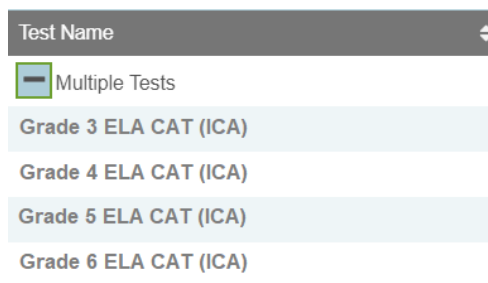 Test Name
Multiple Tests
Grade 3 ELA CAT (ICA)
Grade 4 ELA CAT (ICA)
Grade 5 ELA CAT (ICA)
Grade 6 ELA CAT (ICA)